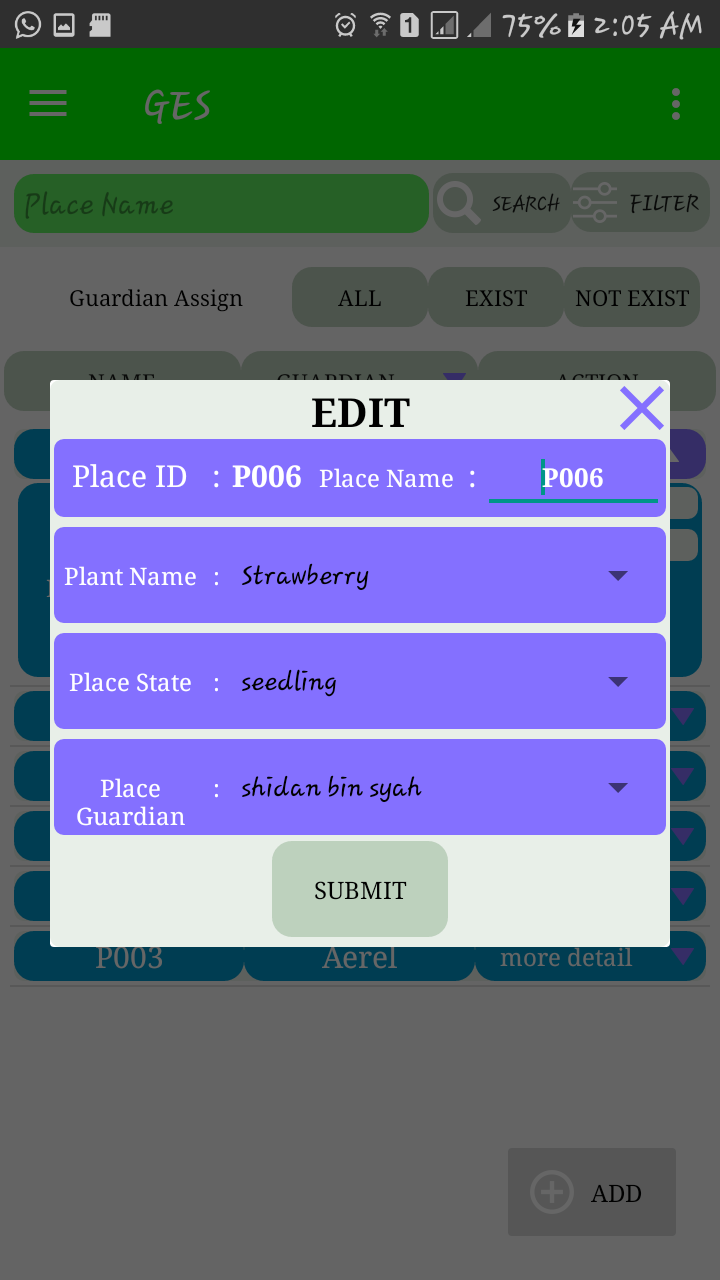 1 75% 2:05 AM
GES
Place Name SEARCH FILTER
Guardian Assign ALL EXIST NOT EXIST
NAME GUARDIAN ACTION
EDIT
Place ID : P006 Place Name : P006
Plant Name : Strawberry
Place State : seedling
Place Guardian : shidan bin syah
SUBMIT
P003 Aerel more detail
ADD